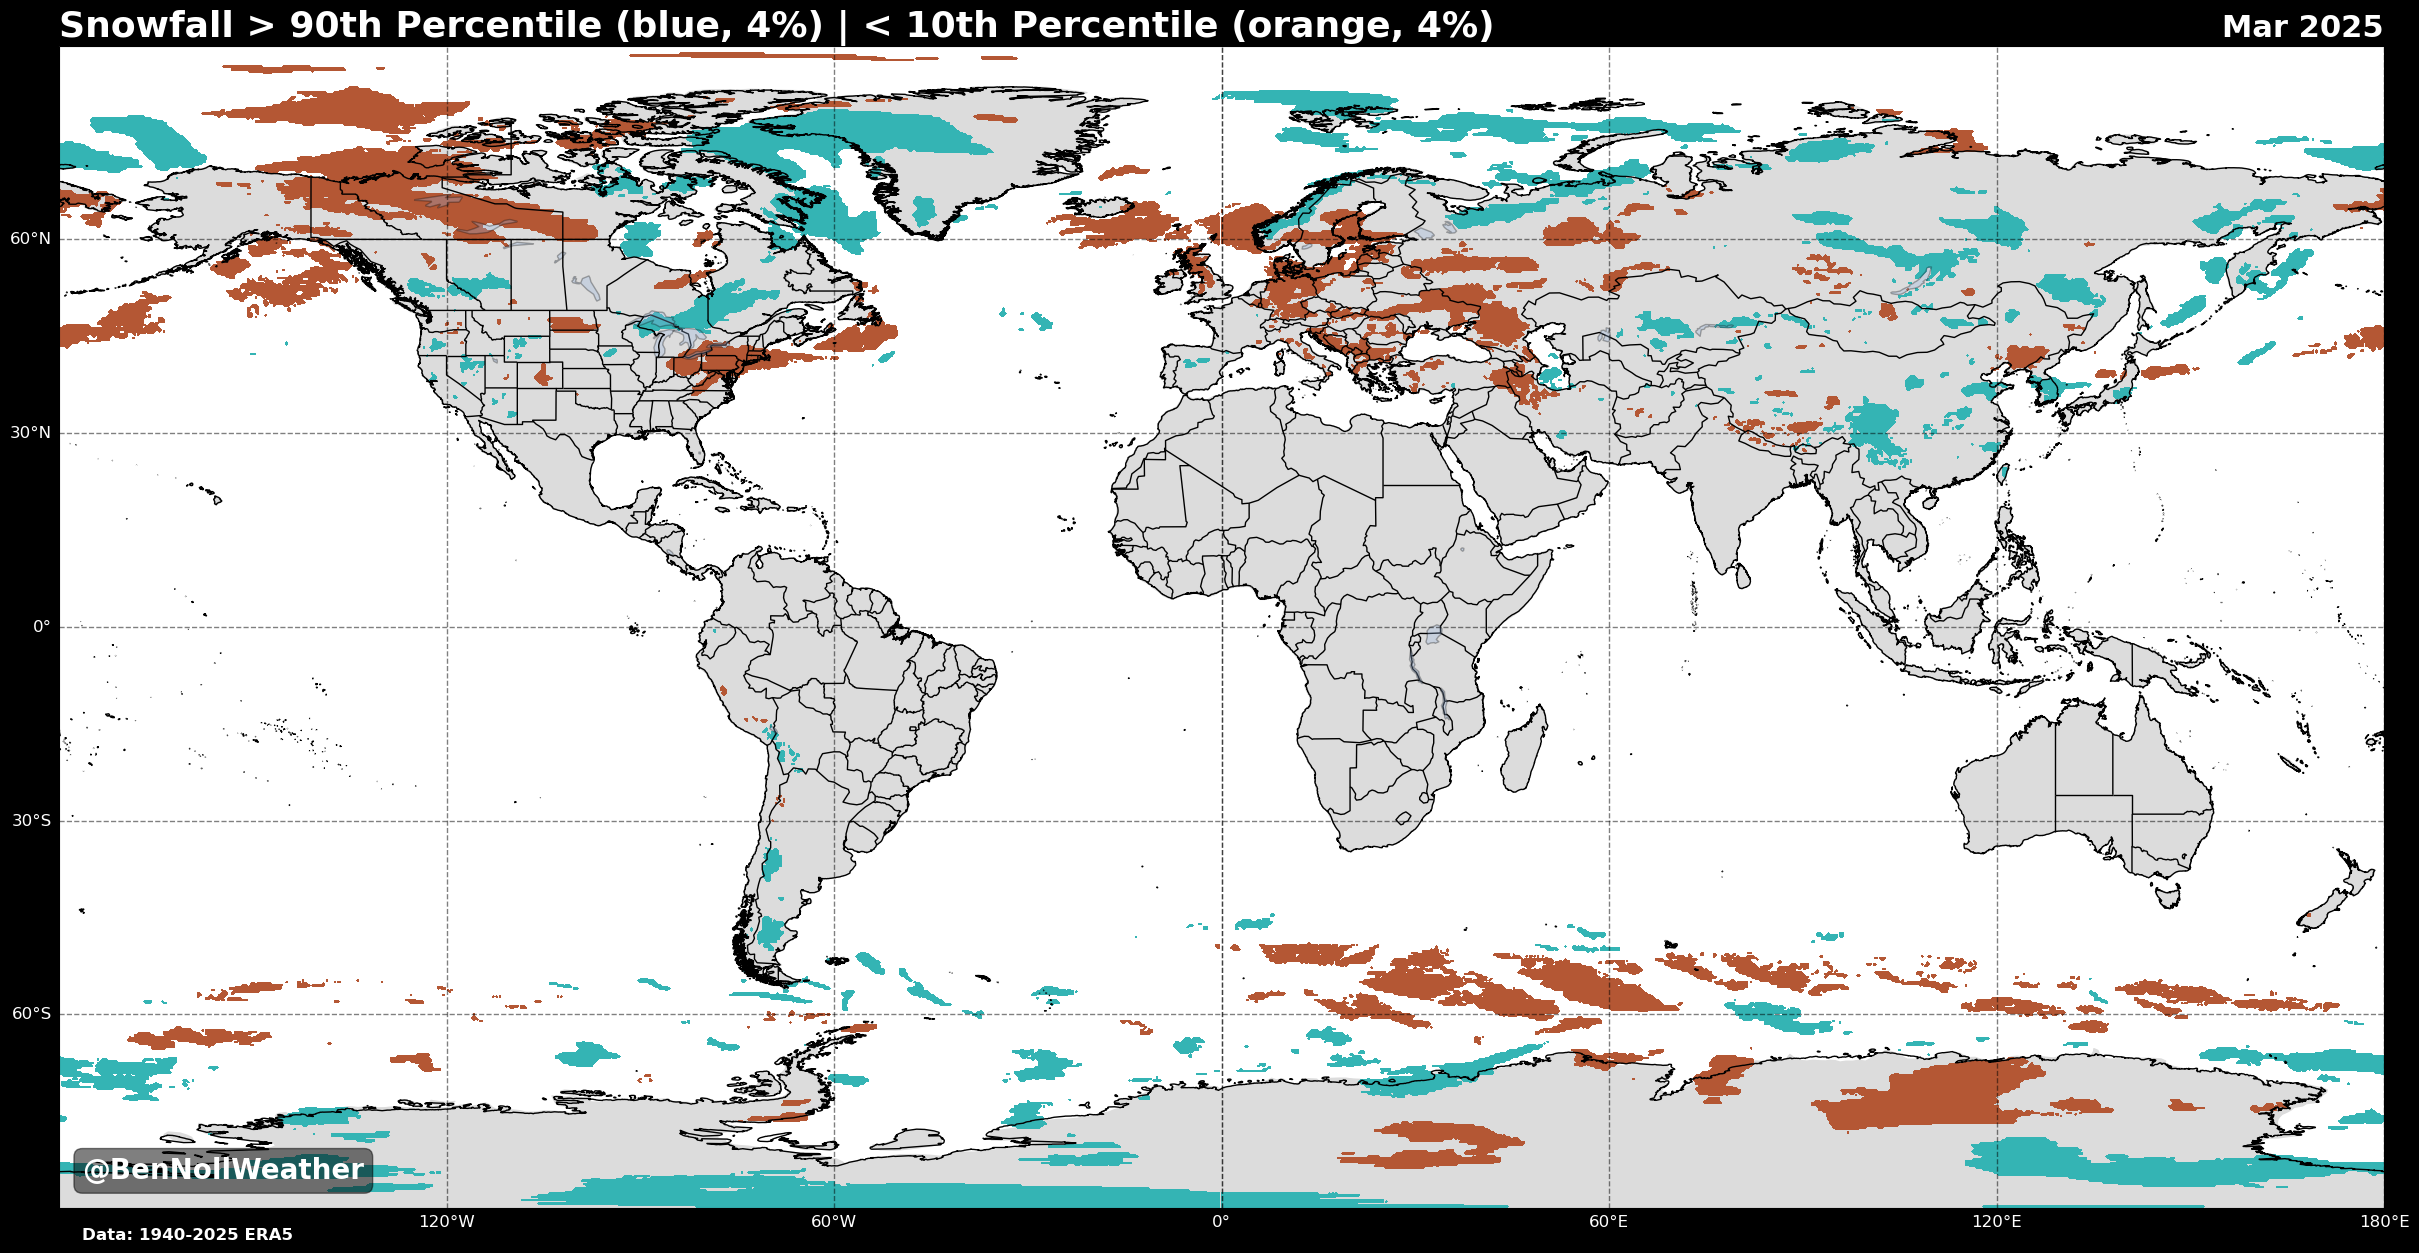 Snowfall > 90th Percentile (blue, 4%) | < 10th Percentile (orange, 4%)
Mar 2025
60°N
30°N
0°
30°S
60°S
@BenNollWeather
120°W
60°W
0°
60°E
120°E
180°E
Data: 1940-2025 ERA5